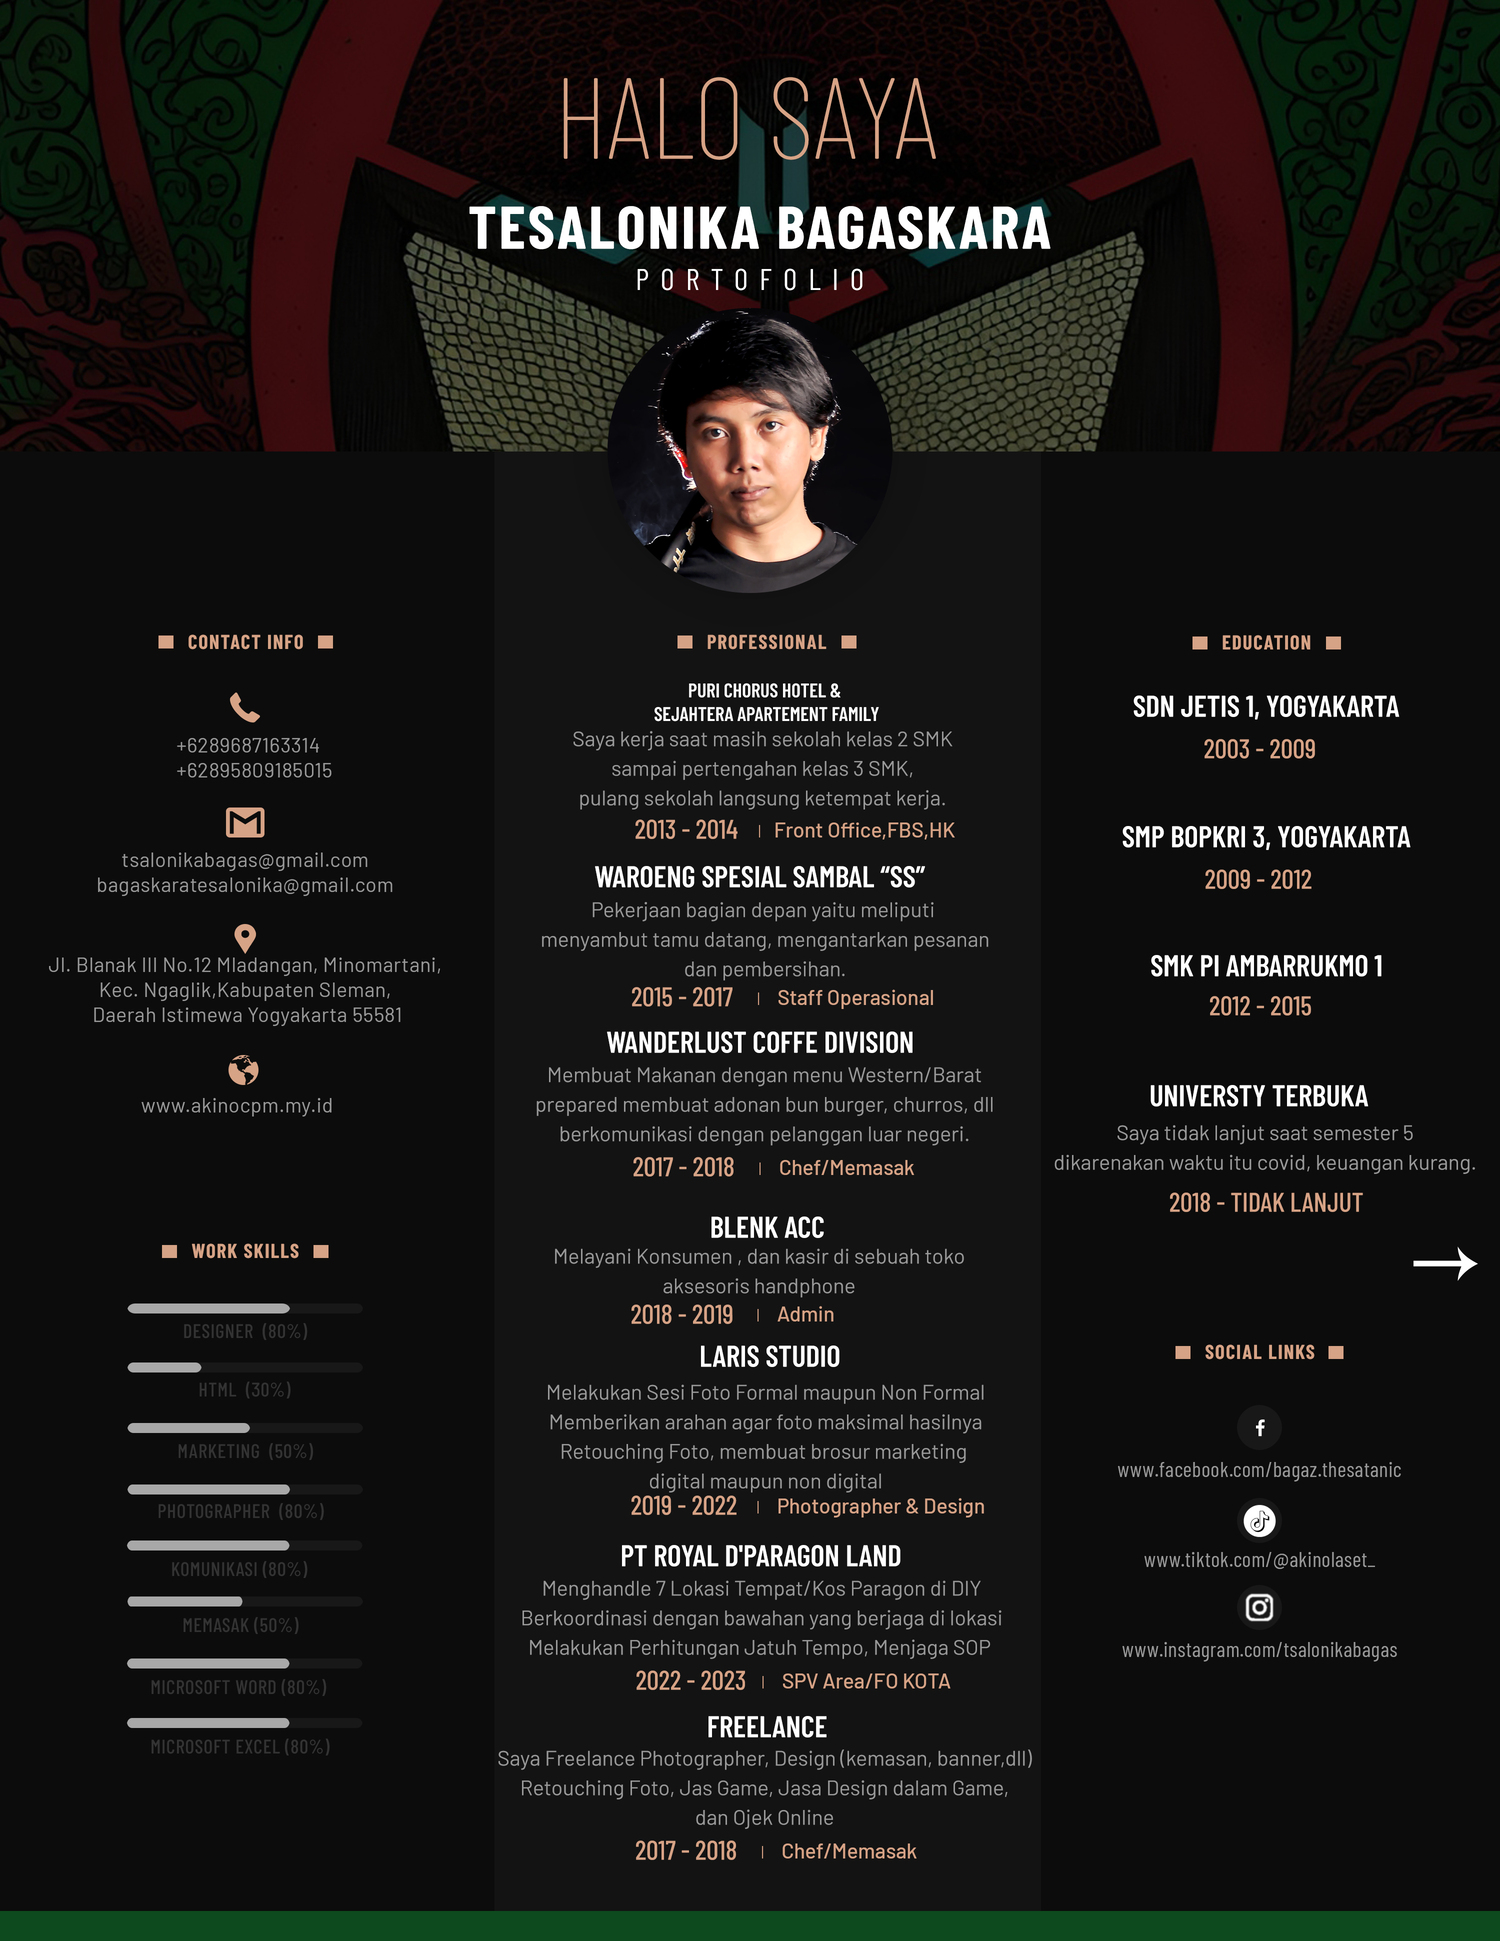 HALO SAYA
TESALONIKA BAGASKARA
PORTOFOLIO
CONTACT INFO
+6289687163314
+62895809185015
tsalonikabagas@gmail.com
bagaskaratesalonika@gmail.com
Jl. Blanak III No.12 Mladangan, Minomartani,
Kec. Ngaglik,Kabupaten Sleman,
Daerah Istimewa Yogyakarta 55581
www.akinocpm.my.id
WORK SKILLS
DESIGNER (80%)
HTML (30%)
MARKETING (50%)
PHOTOGRAPHER (80%)
KOMUNIKASI (80%)
MEMASAK (50%)
MICROSOFT WORD (80%)
MICROSOFT EXCEL (80%)
PROFESSIONAL
PURI CHORUS HOTEL &
SEJAHTERA APARTEMENT FAMILY
Saya kerja saat masih sekolah kelas 2 SMK
sampai pertengahan kelas 3 SMK,
pulang sekolah langsung ketempat kerja.
2013 - 2014 | Front Office,FBS,HK
WAROENG SPESIAL SAMBAL “SS”
Pekerjaan bagian depan yaitu meliputi
menyambut tamu datang, mengantarkan pesanan
dan pembersihan.
2015 - 2017 | Staff Operasional
WANDERLUST COFFE DIVISION
Membuat Makanan dengan menu Western/Barat
prepared membuat adonan bun burger, churros, dll
berkomunikasi dengan pelanggan luar negeri.
2017 - 2018 | Chef/Memasak
BLENK ACC
Melayani Konsumen , dan kasir di sebuah toko
aksesoris handphone
2018 - 2019 | Admin
LARIS STUDIO
Melakukan Sesi Foto Formal maupun Non Formal
Memberikan arahan agar foto maksimal hasilnya
Retouching Foto, membuat brosur marketing
digital maupun non digital
2019 - 2022 | Photographer & Design
PT ROYAL D'PARAGON LAND
Menghandle 7 Lokasi Tempat/Kos Paragon di DIY
Berkoordinasi dengan bawahan yang berjaga di lokasi
Melakukan Perhitungan Jatuh Tempo, Menjaga SOP
2022 - 2023 | SPV Area/FO KOTA
FREELANCE
Saya Freelance Photographer, Design (kemasan, banner,dll)
Retouching Foto, Jas Game, Jasa Design dalam Game,
dan Ojek Online
2017 - 2018 | Chef/Memasak
EDUCATION
SDN JETIS 1, YOGYAKARTA
2003 - 2009
SMP BOPKRI 3, YOGYAKARTA
2009 - 2012
SMK PI AMBARRUKMO 1
2012 - 2015
UNIVERSTY TERBUKA
Saya tidak lanjut saat semester 5
dikarenakan waktu itu covid, keuangan kurang.
2018 - TIDAK LANJUT
SOCIAL LINKS
www.facebook.com/bagaz.thesatanic
www.tiktok.com/@akinolaset_
www.instagram.com/tsalonikabagas